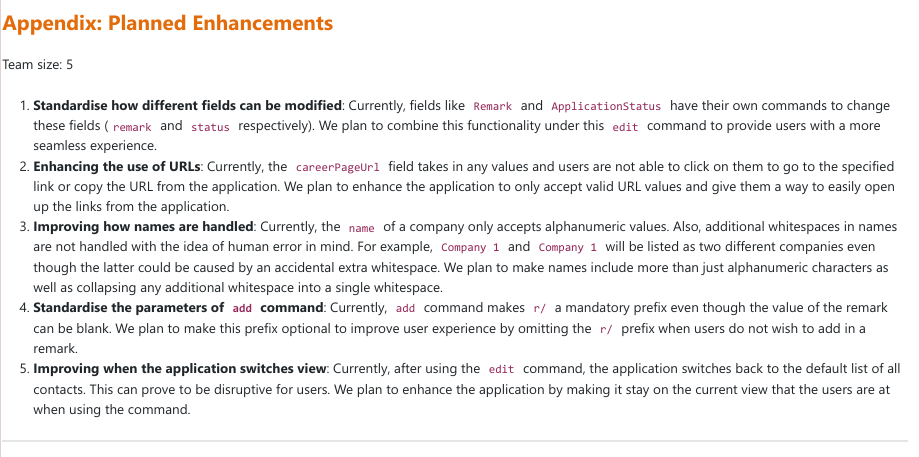 Appendix: Planned Enhancements
Team size: 5
1. Standardise how different fields can be modified: Currently, fields like Remark and ApplicationStatus have their own commands to change
these fields ( remark and status respectively). We plan to combine this functionality under this edit command to provide users with a more
seamless experience.
2. Enhancing the use of URLs: Currently, the careerPageUrl field takes in any values and users are not able to click on them to go to the specified
link or copy the URL from the application. We plan to enhance the application to only accept valid URL values and give them a way to easily open
up the links from the application.
3. Improving how names are handled: Currently, the name of a company only accepts alphanumeric values. Also, additional whitespaces in names
are not handled with the idea of human error in mind. For example, Company 1 and Company 1 will be listed as two different companies even
though the latter could be caused by an accidental extra whitespace. We plan to make names include more than just alphanumeric characters as
well as collapsing any additional whitespace into a single whitespace.
4. Standardise the parameters of add command: Currently, add command makes r/ a mandatory prefix even though the value of the remark
can be blank. We plan to make this prefix optional to improve user experience by omitting the r/ prefix when users do not wish to add in a
remark.
5. Improving when the application switches view: Currently, after using the edit command, the application switches back to the default list of all
contacts. This can prove to be disruptive for users. We plan to enhance the application by making it stay on the current view that the users are at
when using the command.